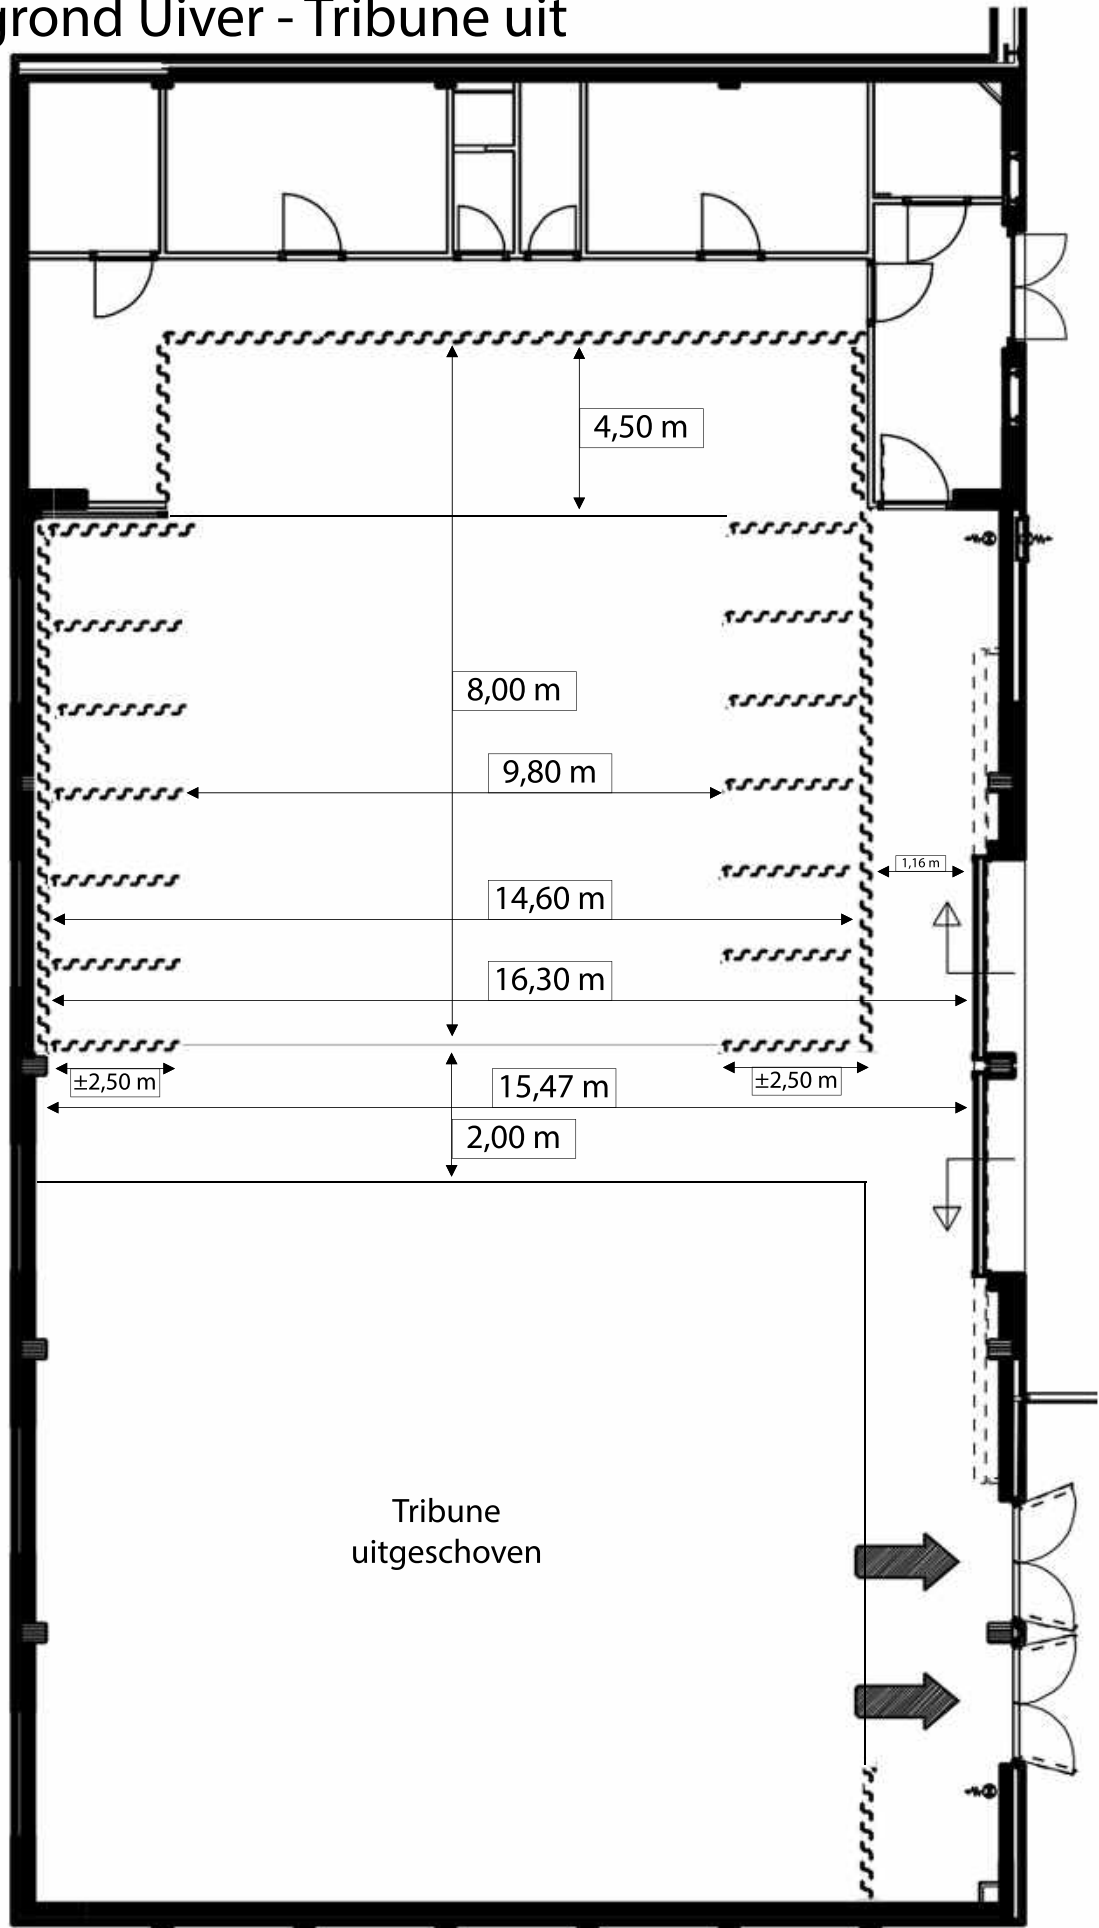 grond Uiver - Tribune uit
4,50 m
8,00 m
9,80 m
1,16 m
14,60 m
16,30 m
±2,50 m
±2,50 m
15,47 m
2,00 m
Tribune
uitgeschoven